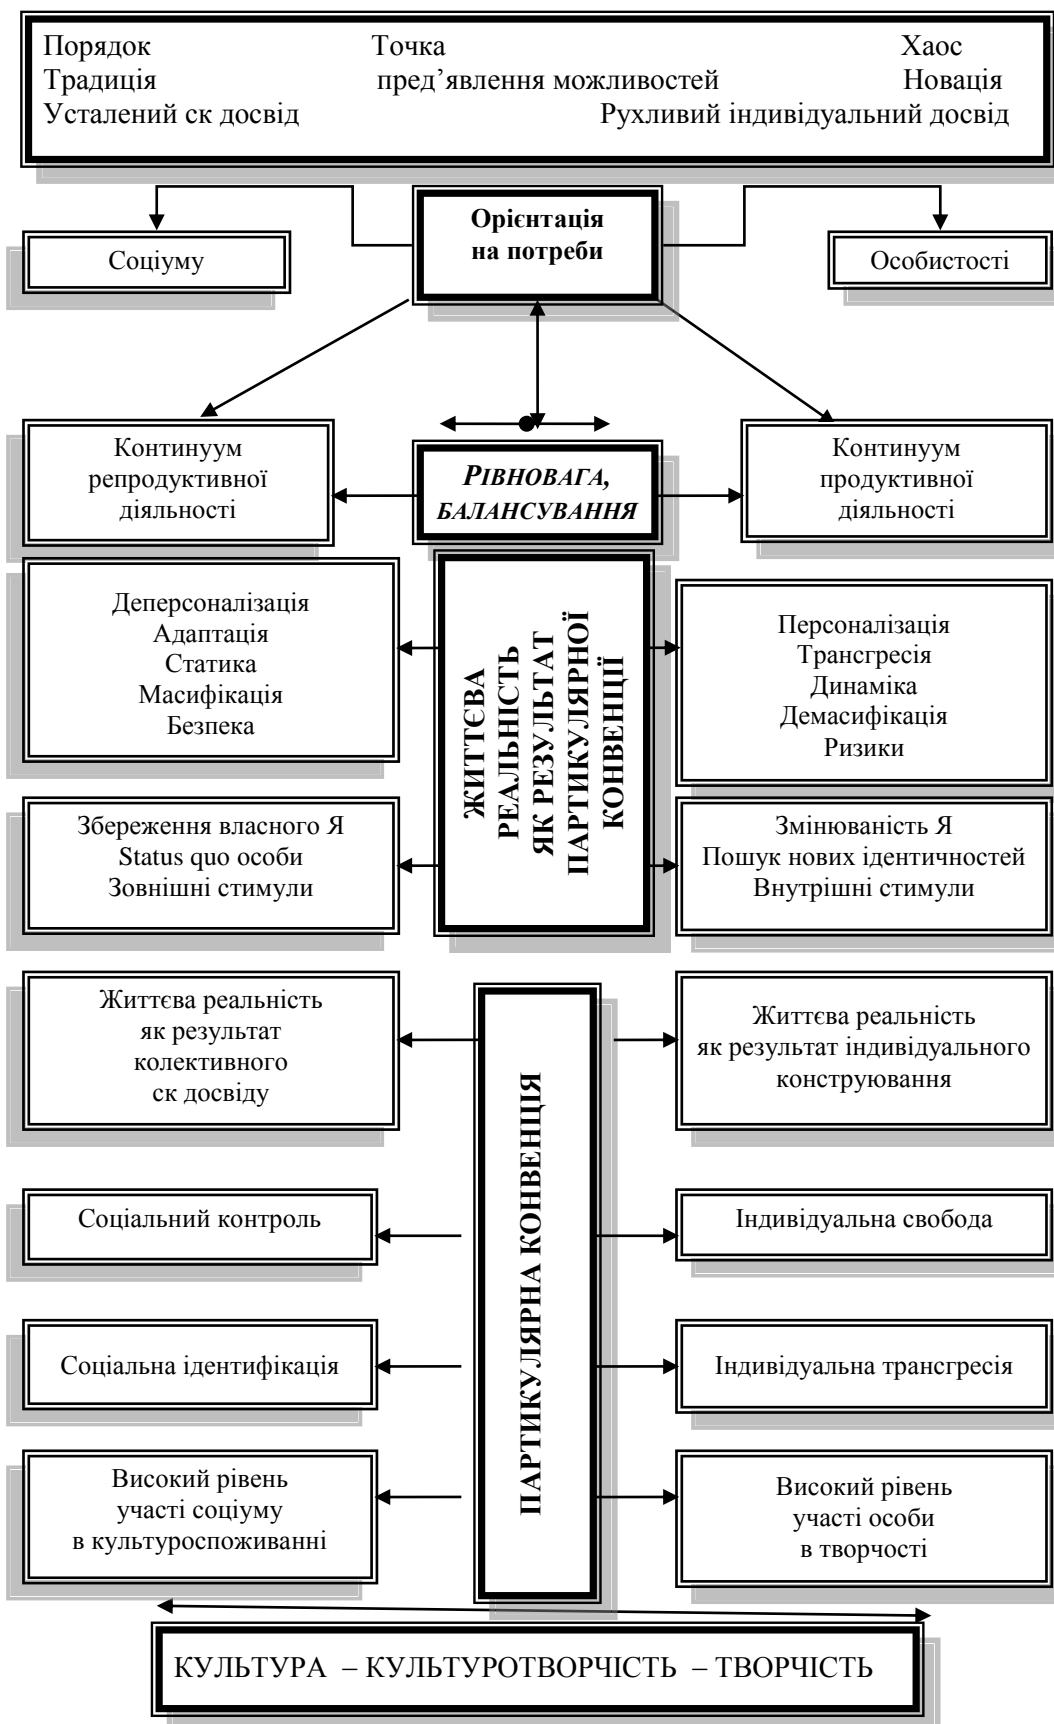 Порядок Точка Хаос
Традиція пред’явлення можливостей Новація
Усталений ск досвід Рухливий індивідуальний досвід
Орієнтація
на потреби
Соціуму
Особистості
Континуум
репродуктивної
діяльності
РІВНОВАГА,
БАЛАНСУВАННЯ
Континуум
продуктивної
діяльності
Деперсоналізація
Адаптація
Статика
Масифікація
Безпека
ЖИТТЄВА
РЕАЛЬНІСТЬ
ЯК РЕЗУЛЬТАТ
ПАРТИКУЛЯРНОЇ
КОНВЕНЦІЇ
Персоналізація
Трансгресія
Динаміка
Демасифікація
Ризики
Збереження власного Я
Status quo особи
Зовнішні стимули
Змінюваність Я
Пошук нових ідентичностей
Внутрішні стимули
Життєва реальність
як результат
колективного
ск досвіду
ПАРТИКУЛЯРНА КОНВЕНЦІЯ
Життєва реальність
як результат індивідуального
конструювання
Соціальний контроль
Індивідуальна свобода
Соціальна ідентифікація
Індивідуальна трансгресія
Високий рівень
участі соціуму
в культуроспоживанні
Високий рівень
участі особи
в творчості
КУЛЬТУРА – КУЛЬТУРОТВОРЧІСТЬ – ТВОРЧІСТЬ